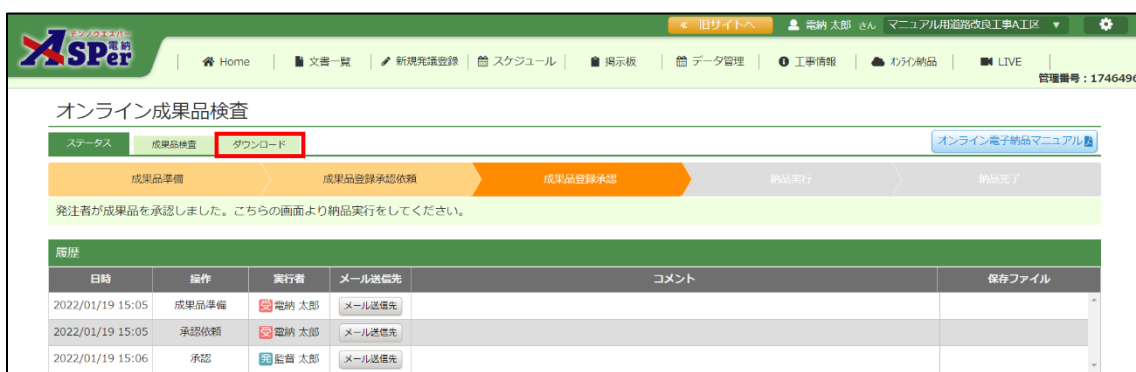 « 旧サイトへ 電納 太郎 さん マニュアル用道路改良工事A工区 ▼
デンノウエスパー
ASPer 電納
Home 文書一覧 新規発議登録 スケジュール 掲示板 データ管理 工事情報 オンライン納品 LIVE
管理番号：1746496
オンライン成果品検査
ステータス 成果品検査 ダウンロード オンライン電子納品マニュアル
成果品準備 成果品登録承認依頼 成果品登録承認 納品実行 納品完了
発注者が成果品を承認しました。こちらの画面より納品実行をしてください。
履歴
日時 操作 実行者 メール送信先 コメント 保存ファイル
2022/01/19 15:05 成果品準備 受 電納 太郎 メール送信先
2022/01/19 15:05 承認依頼 受 電納 太郎 メール送信先
2022/01/19 15:06 承認 発 監督 太郎 メール送信先